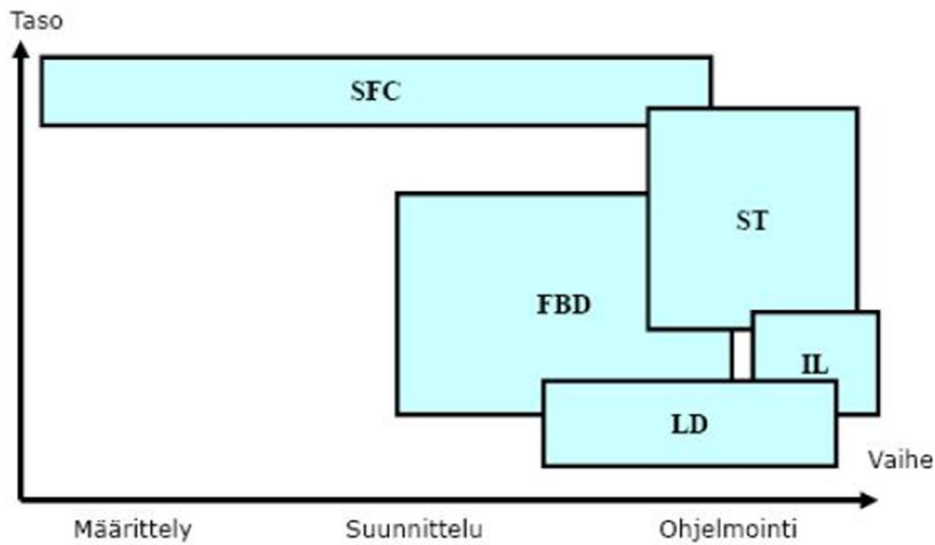 Taso
SFC
ST
FBD
IL
LD
Vaihe
Määrittely
Suunnittelu
Ohjelmointi